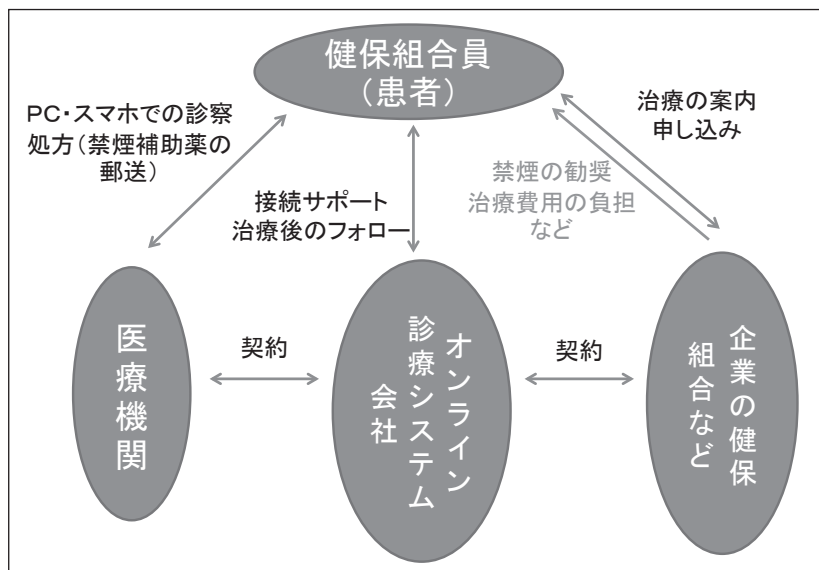 健保組合員
（患者）
PC・スマホでの診察
処方（禁煙補助薬の
郵送）
接続サポート
治療後のフォロー
禁煙の勧奨
治療費用の負担
など
治療の案内
申し込み
医療機関
契約
オンライン
診療システム
会社
契約
企業の健保
組合など